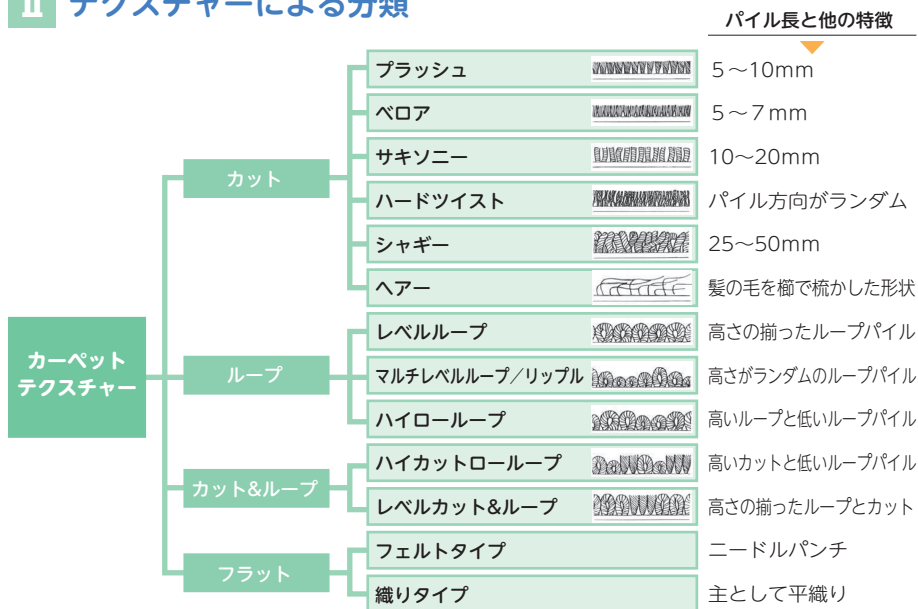 II テクスチャーによる分類
パイル長と他の特徴
カーペット
テクスチャー
カット
プラッシュ 5～10mm
ベロア 5～7mm
サキソニー 10～20mm
ハードツイスト パイル方向がランダム
シャギー 25～50mm
ヘアー 髪の毛を櫛で梳かした形状
ループ
レベルループ 高さの揃ったループパイル
マルチレベルループ／リップル 高さがランダムのループパイル
ハイローループ 高いループと低いループパイル
カット&ループ
ハイカットローループ 高いカットと低いループパイル
レベルカット&ループ 高さの揃ったループとカット
フラット
フェルトタイプ ニードルパンチ
織りタイプ 主として平織り